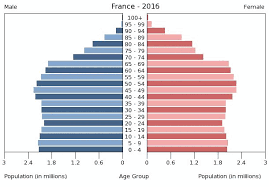 Male France - 2016 Female
100+
95 - 99
90 - 94
85 - 89
80 - 84
75 - 79
70 - 74
65 - 69
60 - 64
55 - 59
50 - 54
45 - 49
40 - 44
35 - 39
30 - 34
25 - 29
20 - 24
15 - 19
10 - 14
5 - 9
0 - 4
3 2.4 1.8 1.2 0.6 0 0 0.6 1.2 1.8 2.4 3
Population (in millions) Age Group Population (in millions)